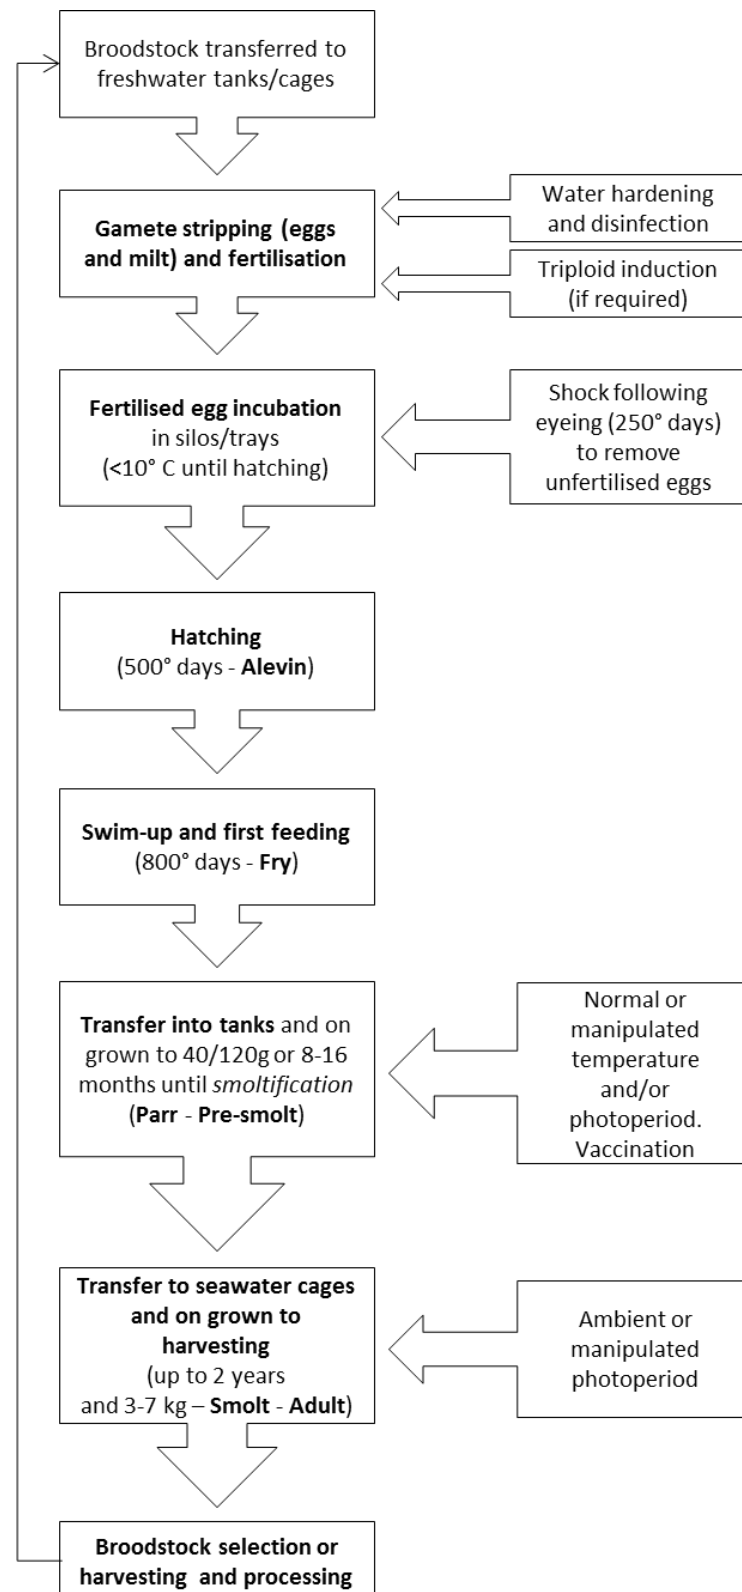 Broodstock transferred to
freshwater tanks/cages
Gamete stripping (eggs
and milt) and fertilisation
Water hardening
and disinfection
Triploid induction
(if required)
Fertilised egg incubation
in silos/trays
(<10° C until hatching)
Shock following
eyeing (250° days)
to remove
unfertilised eggs
Hatching
(500° days - Alevin)
Swim-up and first feeding
(800° days - Fry)
Transfer into tanks and on
grown to 40/120g or 8-16
months until smoltification
(Parr - Pre-smolt)
Normal or
manipulated
temperature
and/or
photoperiod.
Vaccination
Transfer to seawater cages
and on grown to
harvesting
(up to 2 years
and 3-7 kg – Smolt - Adult)
Ambient or
manipulated
photoperiod
Broodstock selection or
harvesting and processing